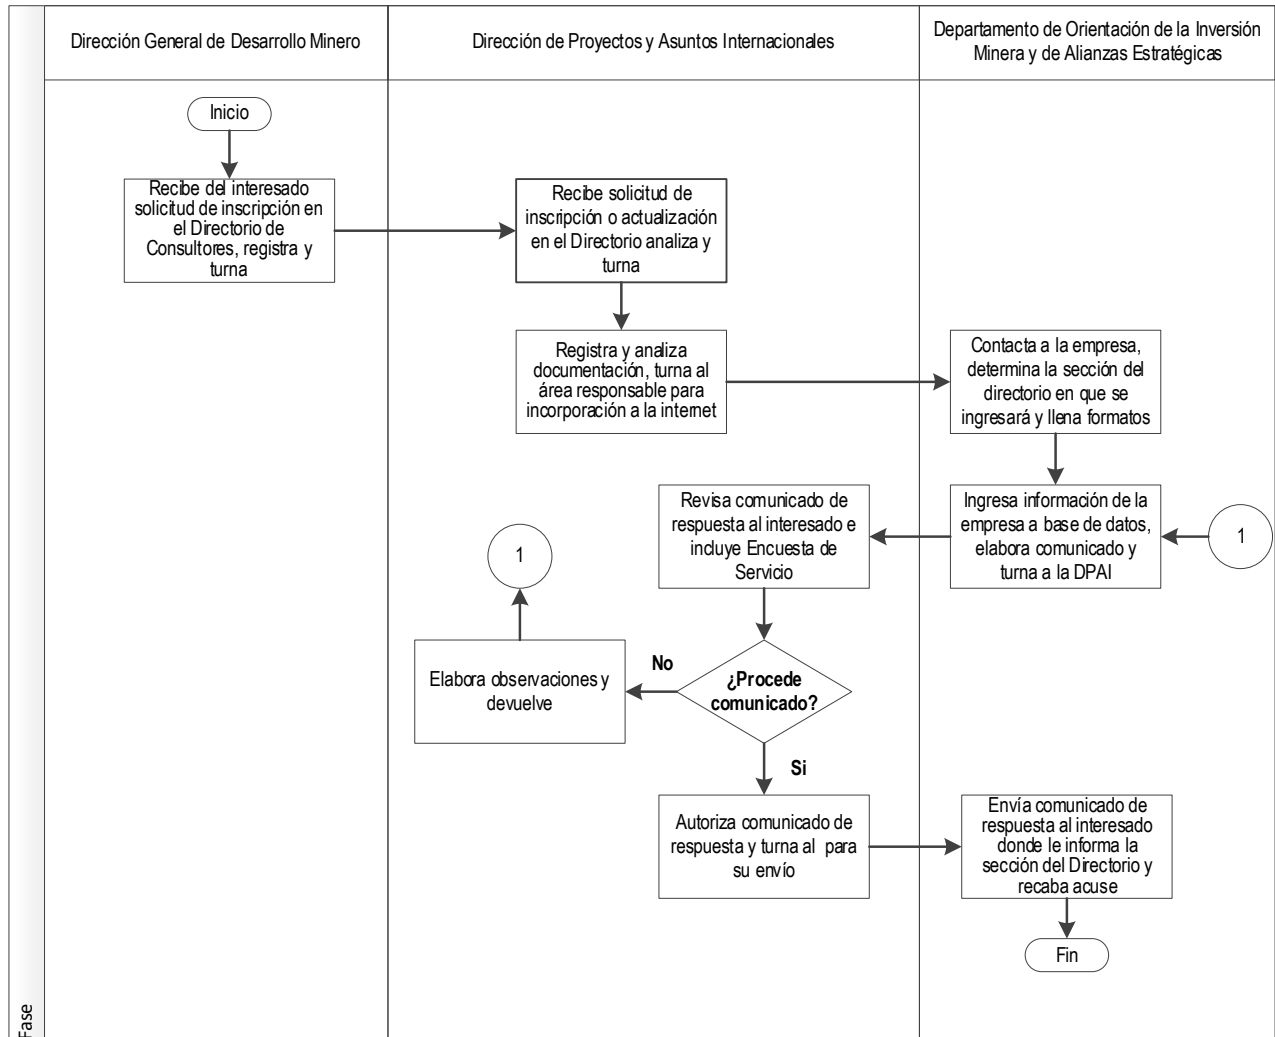 Dirección General de Desarrollo Minero
Dirección de Proyectos y Asuntos Internacionales
Departamento de Orientación de la Inversión
Minera y de Alianzas Estratégicas
Inicio
Recibe del interesado
solicitud de inscripción en
el Directorio de
Consultores, registra y
turna
Recibe solicitud de
inscripción o actualización
en el Directorio analiza y
turna
Registra y analiza
documentación, turna al
área responsable para
incorporación a la internet
Contacta a la empresa,
determina la sección del
directorio en que se
ingresará y llena formatos
Ingresa información de la
empresa a base de datos,
elabora comunicado y
turna a la DPAI
1
Revisa comunicado de
respuesta al interesado e
incluye Encuesta de
Servicio
1
¿Procede
comunicado?
No
Elabora observaciones y
devuelve
Si
Autoriza comunicado de
respuesta y turna al para
su envío
Envía comunicado de
respuesta al interesado
donde le informa la
sección del Directorio y
recaba acuse
Fin
Fase